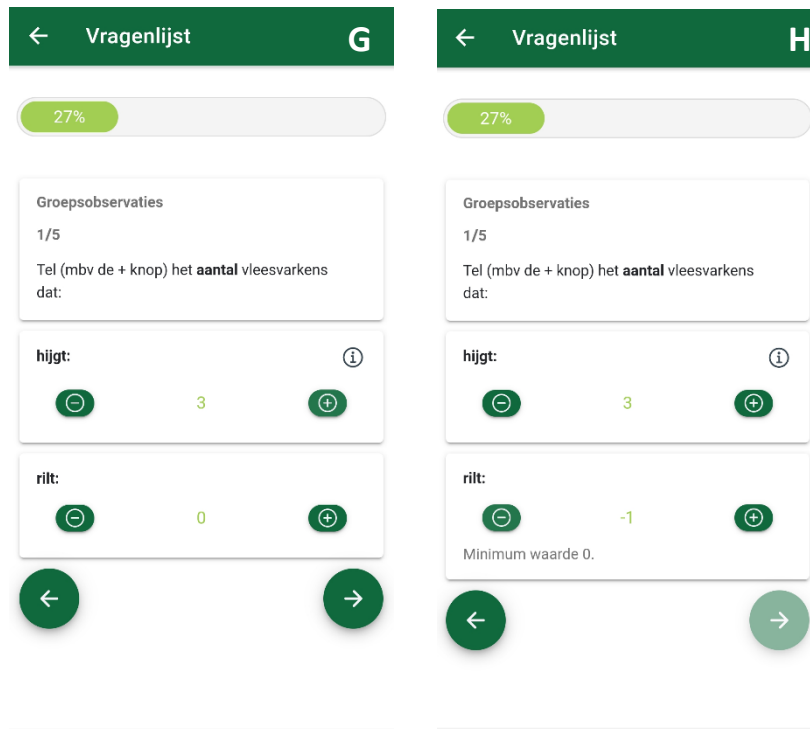 Vragenlijst G
27%
Groepsobservaties
1/5
Tel (mbv de + knop) het aantal vleesvarkens
dat:
hijgt:
3
rilt:
0
Vragenlijst H
27%
Groepsobservaties
1/5
Tel (mbv de + knop) het aantal vleesvarkens
dat:
hijgt:
3
rilt:
-1
Minimum waarde 0.